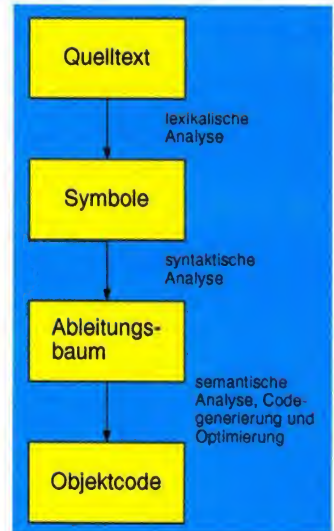 Quelltext
lexikalische
Analyse
Symbole
syntaktische
Analyse
Ableitungs-
baum
semantische
Analyse, Code-
generierung und
Optimierung
Objektcode